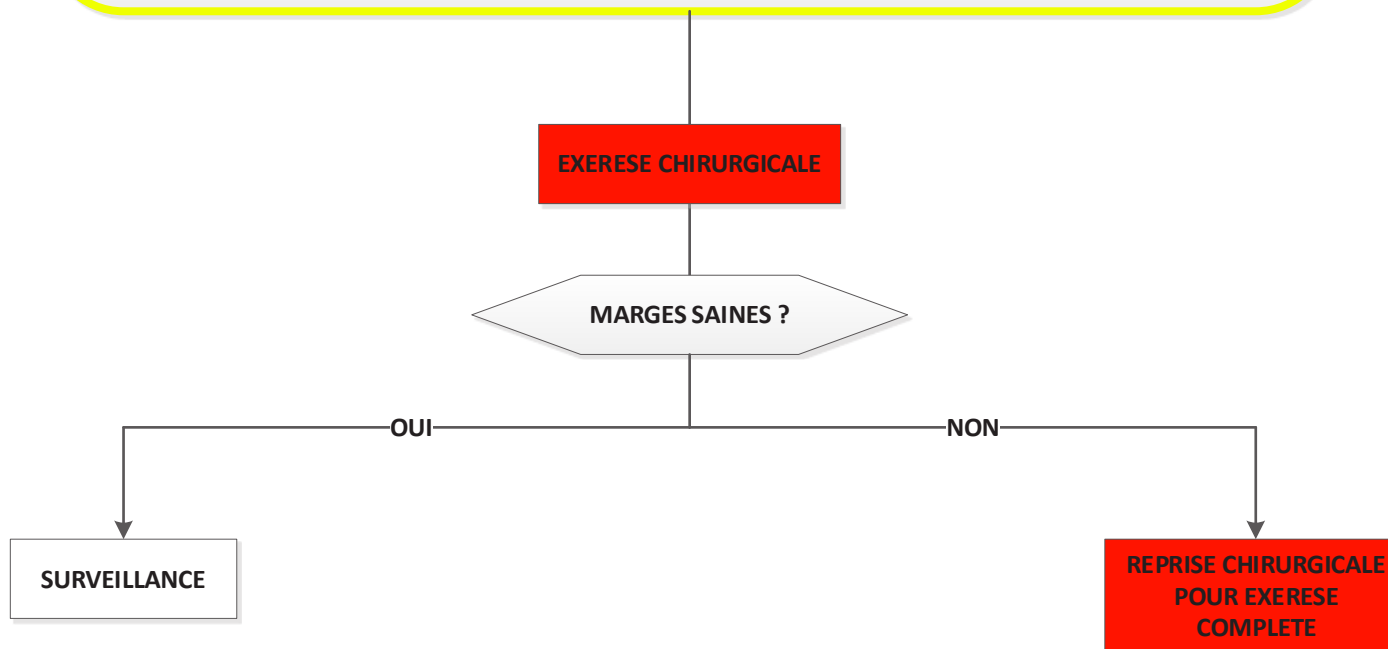 EXERESE CHIRURGICALE
MARGES SAINES ?
OUI
NON
SURVEILLANCE
REPRISE CHIRURGICALE
POUR EXERESE
COMPLETE